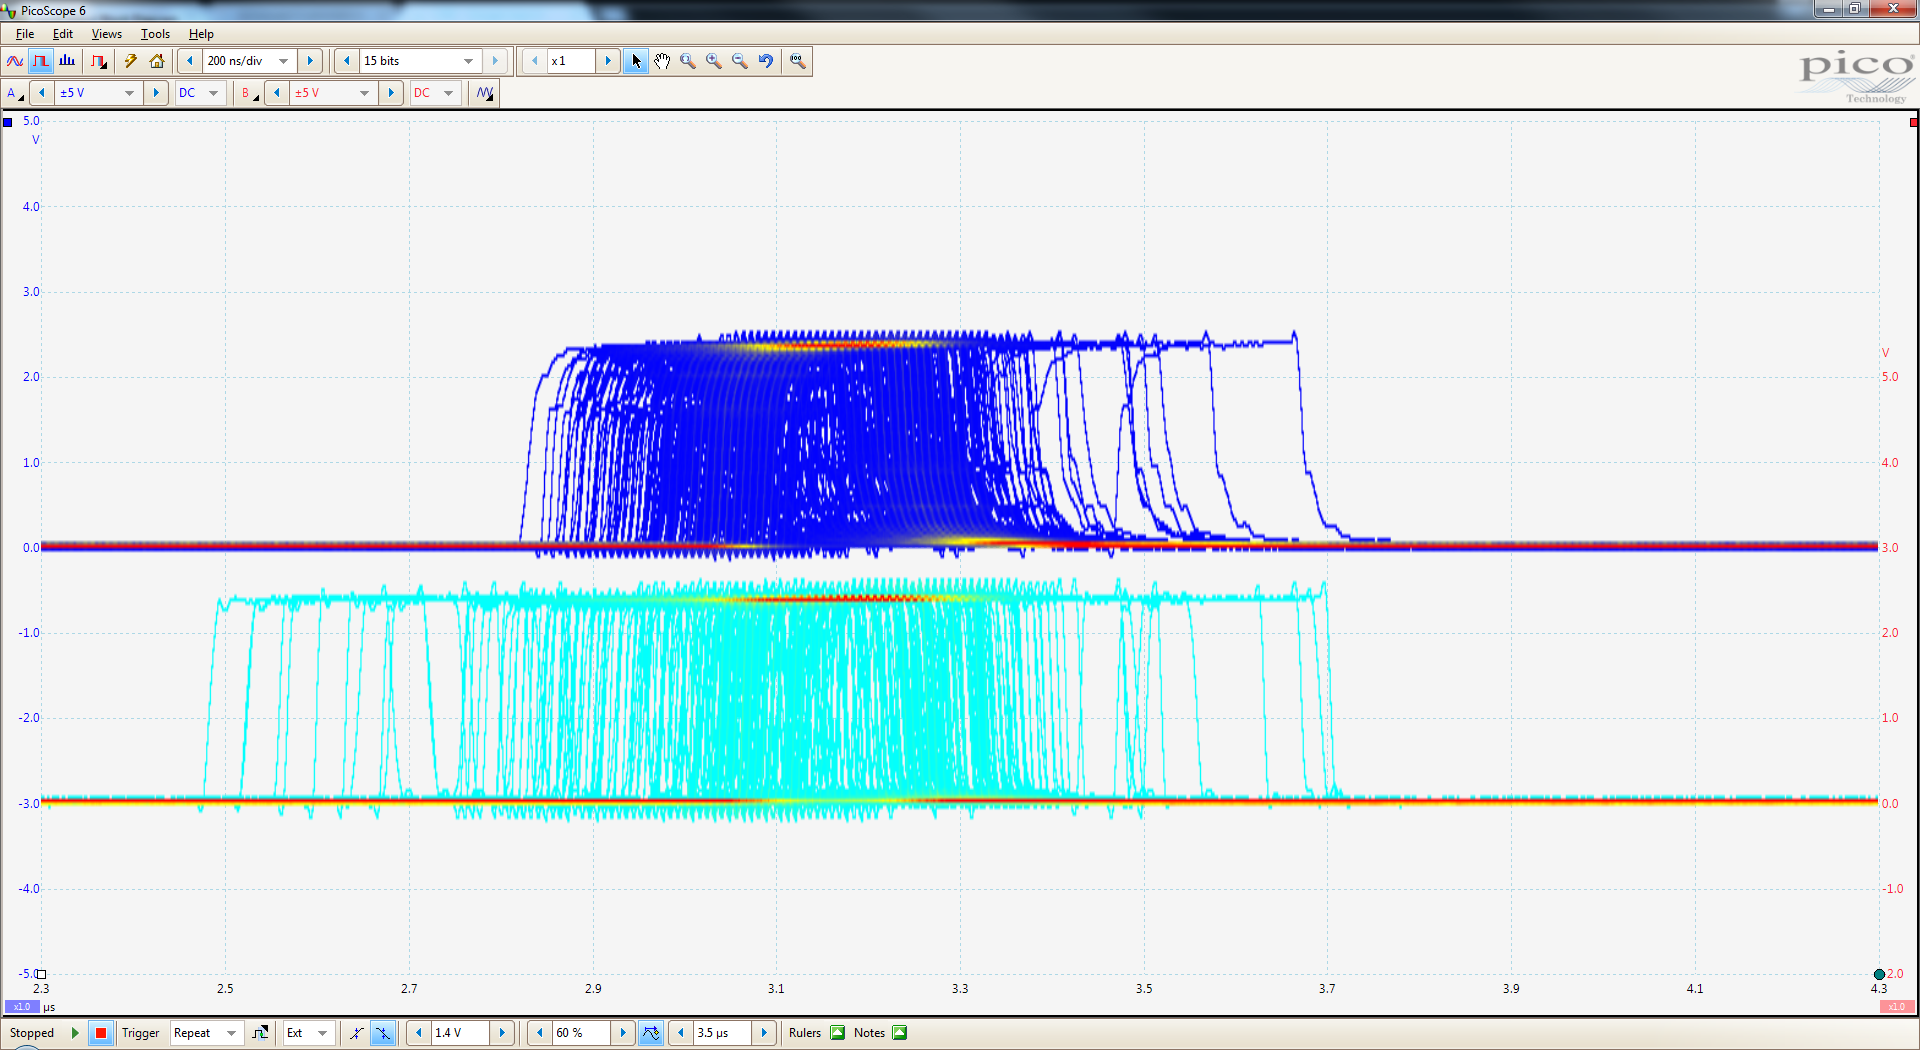 PicoScope 6
File Edit Views Tools Help
200 ns/div 15 bits x1
A ±5 V DC B ±5 V DC
pico
Technology
5.0
V
4.0
3.0
2.0
1.0
0.0
-1.0
-2.0
-3.0
-4.0
-5.0
V
5.0
4.0
3.0
2.0
1.0
0.0
-1.0
-2.0
2.3 2.5 2.7 2.9 3.1 3.3 3.5 3.7 3.9 4.1 4.3
x1.0 µs x1.0
Stopped Trigger Repeat Ext 1.4 V 60 % 3.5 µs Rulers Notes